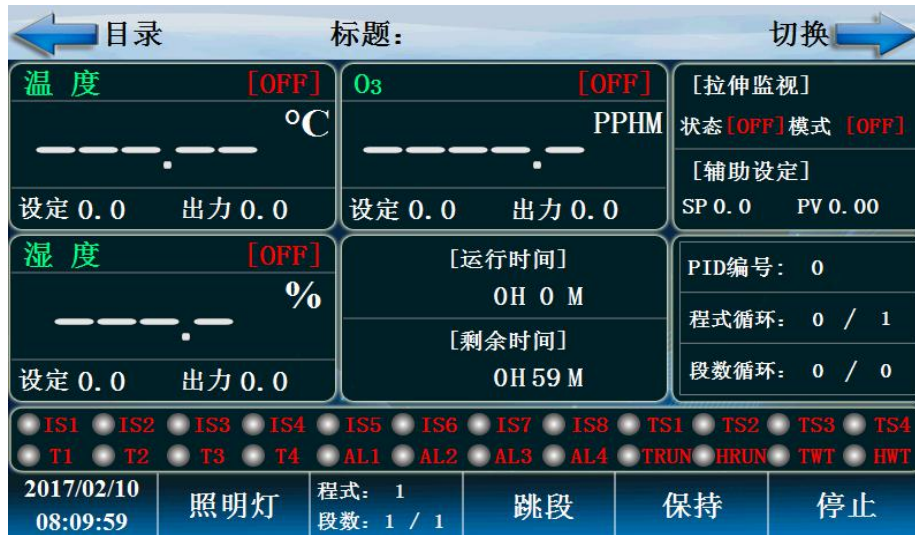 目录 标题: 切换
温 度 [OFF]
°C
-----.--
设定 0.0 出力 0.0
O3 [OFF]
PPHM
----.-
设定 0.0 出力 0.0
[拉伸监视]
状态[OFF]模式 [OFF]
[辅助设定]
SP 0.0 PV 0.00
湿 度 [OFF]
%
---.-
设定 0.0 出力 0.0
[运行时间]
0H 0 M
[剩余时间]
0H 59 M
PID编号: 0
程式循环: 0 / 1
段数循环: 0 / 0
IS1 IS2 IS3 IS4 IS5 IS6 IS7 IS8 TS1 TS2 TS3 TS4
T1 T2 T3 T4 AL1 AL2 AL3 AL4 TRUN HRUN TWT HWT
2017/02/10
08:09:59
照明灯
程式: 1
段数: 1 / 1
跳段
保持
停止